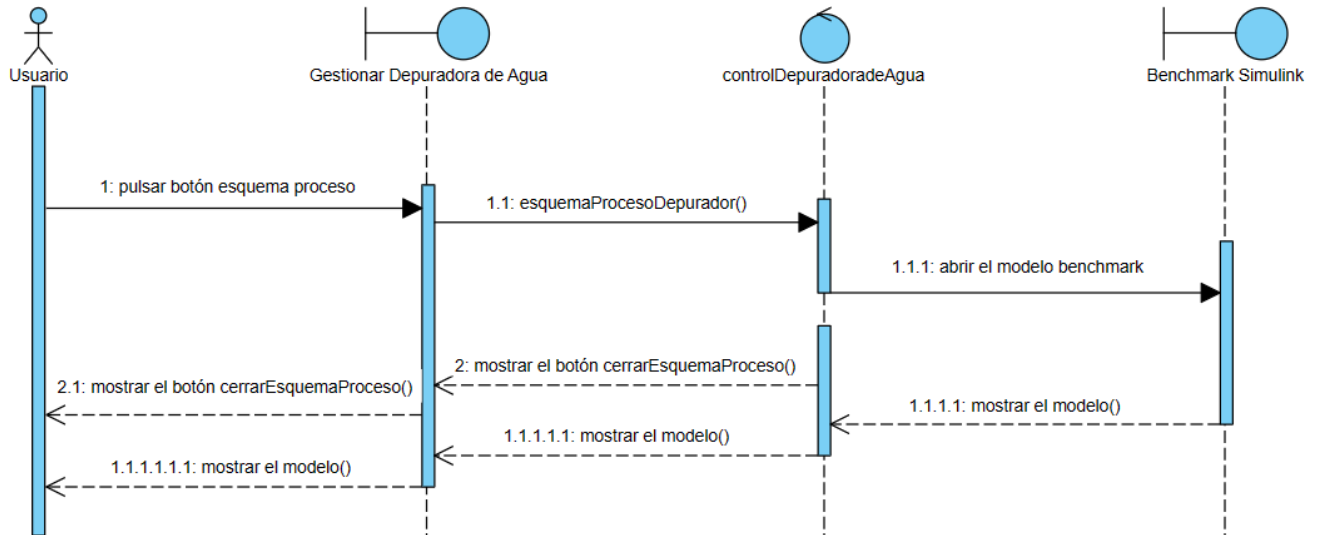 Usuario
Gestionar Depuradora de Agua
controlDepuradoradeAgua
Benchmark Simulink
1: pulsar botón esquema proceso
1.1: esquemaProcesoDepurador()
1.1.1: abrir el modelo benchmark
2: mostrar el botón cerrarEsquemaProceso()
2.1: mostrar el botón cerrarEsquemaProceso()
1.1.1.1: mostrar el modelo()
1.1.1.1.1: mostrar el modelo()
1.1.1.1.1.1: mostrar el modelo()